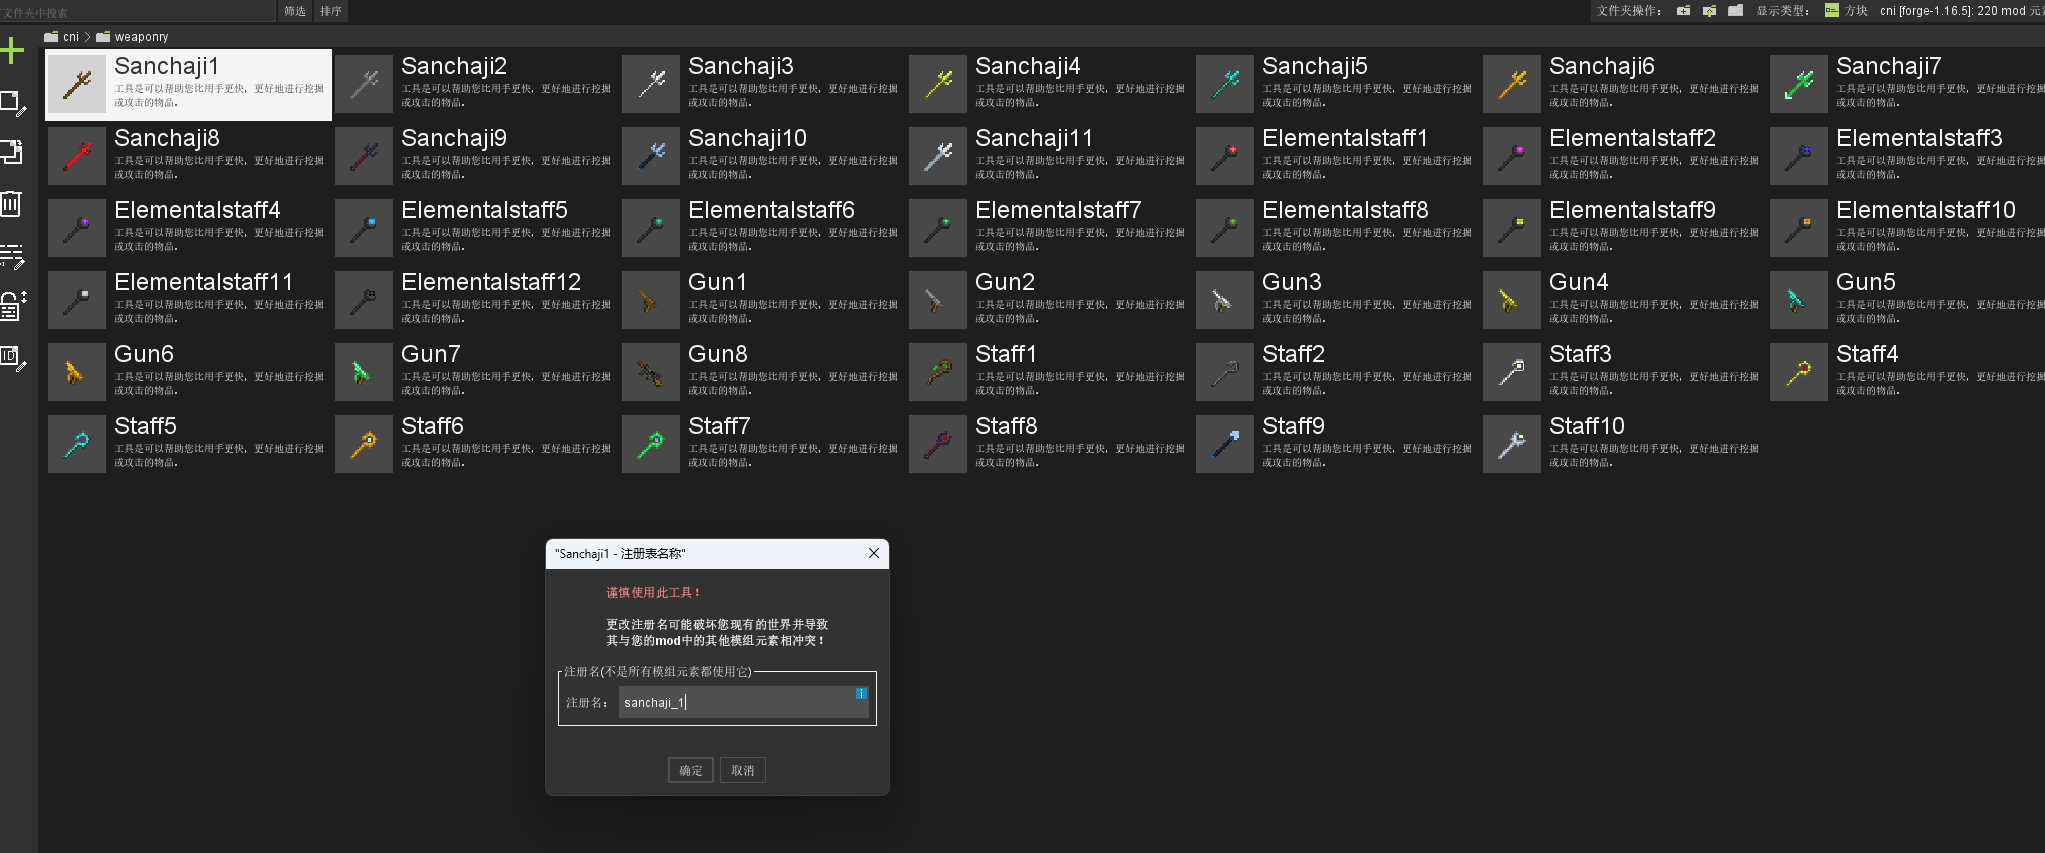 文件夹中搜索 筛选 排序 文件夹操作： 显示类型： 方块 cni [forge-1.16.5]: 220 mod 元
cni > weaponry
Sanchaji1 Sanchaji2 Sanchaji3 Sanchaji4 Sanchaji5 Sanchaji6 Sanchaji7
工具是可以帮助您比用手更快，更好地进行挖掘 工具是可以帮助您比用手更快，更好地进行挖掘 工具是可以帮助您比用手更快，更好地进行挖掘 工具是可以帮助您比用手更快，更好地进行挖掘 工具是可以帮助您比用手更快，更好地进行挖掘 工具是可以帮助您比用手更快，更好地进行挖掘 工具是可以帮助您比用手更快，更好地进行挖掘
或攻击的物品。 或攻击的物品。 或攻击的物品。 或攻击的物品。 或攻击的物品。 或攻击的物品。 或攻击的物品。
Sanchaji8 Sanchaji9 Sanchaji10 Sanchaji11 Elementalstaff1 Elementalstaff2 Elementalstaff3
工具是可以帮助您比用手更快，更好地进行挖掘 工具是可以帮助您比用手更快，更好地进行挖掘 工具是可以帮助您比用手更快，更好地进行挖掘 工具是可以帮助您比用手更快，更好地进行挖掘 工具是可以帮助您比用手更快，更好地进行挖掘 工具是可以帮助您比用手更快，更好地进行挖掘 工具是可以帮助您比用手更快，更好地进行挖掘
或攻击的物品。 或攻击的物品。 或攻击的物品。 或攻击的物品。 或攻击的物品。 或攻击的物品。 或攻击的物品。
Elementalstaff4 Elementalstaff5 Elementalstaff6 Elementalstaff7 Elementalstaff8 Elementalstaff9 Elementalstaff10
工具是可以帮助您比用手更快，更好地进行挖掘 工具是可以帮助您比用手更快，更好地进行挖掘 工具是可以帮助您比用手更快，更好地进行挖掘 工具是可以帮助您比用手更快，更好地进行挖掘 工具是可以帮助您比用手更快，更好地进行挖掘 工具是可以帮助您比用手更快，更好地进行挖掘 工具是可以帮助您比用手更快，更好地进行挖掘
或攻击的物品。 或攻击的物品。 或攻击的物品。 或攻击的物品。 或攻击的物品。 或攻击的物品。 或攻击的物品。
Elementalstaff11 Elementalstaff12 Gun1 Gun2 Gun3 Gun4 Gun5
工具是可以帮助您比用手更快，更好地进行挖掘 工具是可以帮助您比用手更快，更好地进行挖掘 工具是可以帮助您比用手更快，更好地进行挖掘 工具是可以帮助您比用手更快，更好地进行挖掘 工具是可以帮助您比用手更快，更好地进行挖掘 工具是可以帮助您比用手更快，更好地进行挖掘 工具是可以帮助您比用手更快，更好地进行挖掘
或攻击的物品。 或攻击的物品。 或攻击的物品。 或攻击的物品。 或攻击的物品。 或攻击的物品。 或攻击的物品。
Gun6 Gun7 Gun8 Staff1 Staff2 Staff3 Staff4
工具是可以帮助您比用手更快，更好地进行挖掘 工具是可以帮助您比用手更快，更好地进行挖掘 工具是可以帮助您比用手更快，更好地进行挖掘 工具是可以帮助您比用手更快，更好地进行挖掘 工具是可以帮助您比用手更快，更好地进行挖掘 工具是可以帮助您比用手更快，更好地进行挖掘 工具是可以帮助您比用手更快，更好地进行挖掘
或攻击的物品。 或攻击的物品。 或攻击的物品。 或攻击的物品。 或攻击的物品。 或攻击的物品。 或攻击的物品。
Staff5 Staff6 Staff7 Staff8 Staff9 Staff10
工具是可以帮助您比用手更快，更好地进行挖掘 工具是可以帮助您比用手更快，更好地进行挖掘 工具是可以帮助您比用手更快，更好地进行挖掘 工具是可以帮助您比用手更快，更好地进行挖掘 工具是可以帮助您比用手更快，更好地进行挖掘 工具是可以帮助您比用手更快，更好地进行挖掘
或攻击的物品。 或攻击的物品。 或攻击的物品。 或攻击的物品。 或攻击的物品。 或攻击的物品。
ID
"Sanchaji1 - 注册表名称"
谨慎使用此工具！
更改注册名可能破坏您现有的世界并导致
其与您的mod中的其他模组元素相冲突！
注册名(不是所有模组元素都使用它)
注册名： sanchaji_1 i
确定 取消